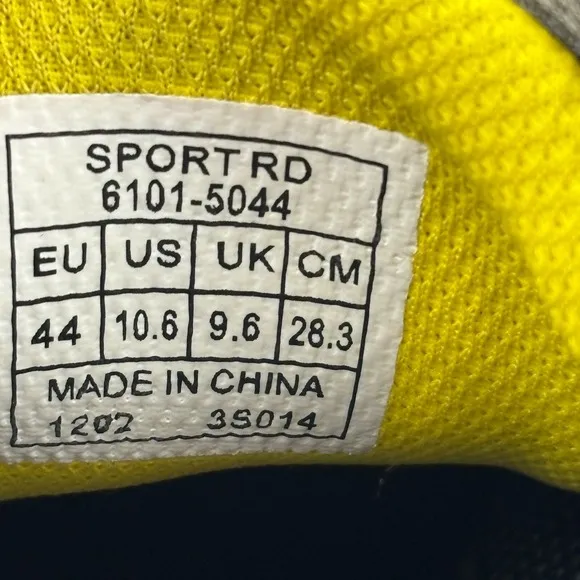 SPORT RD
6101-5044
EU US UK CM
44 10.6 9.6 28.3
MADE IN CHINA
1202 3S014